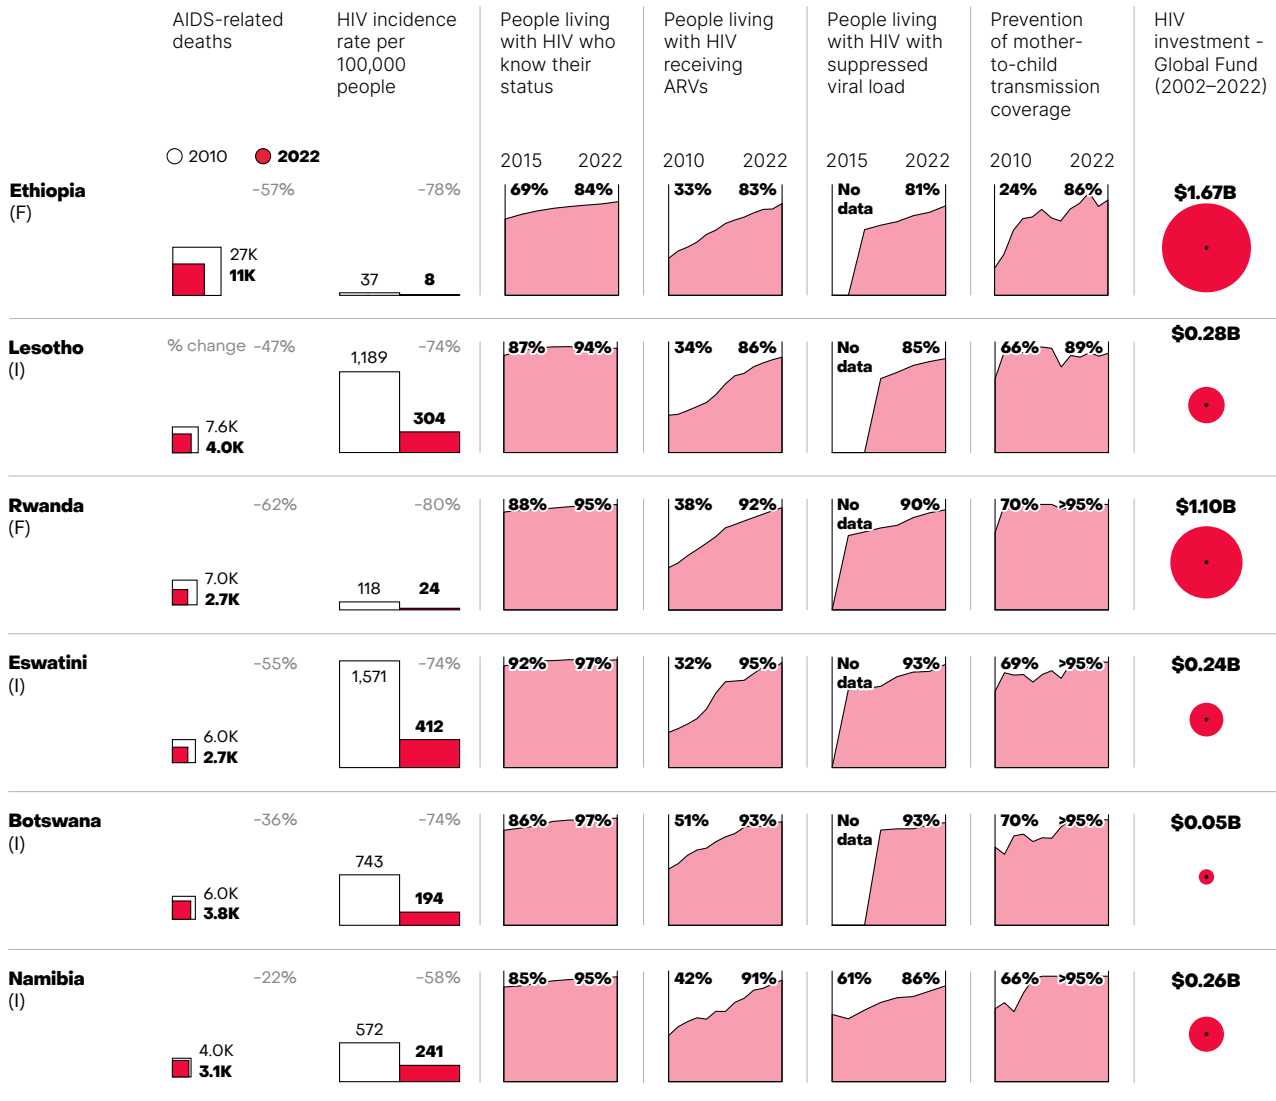 AIDS-related
deaths
HIV incidence
rate per
100,000
people
People living
with HIV who
know their
status
People living
with HIV
receiving
ARVs
People living
with HIV with
suppressed
viral load
Prevention
of mother-
to-child
transmission
coverage
HIV
investment -
Global Fund
(2002–2022)
2010 2022
2015 2022
2010 2022
2015 2022
2010 2022
Ethiopia
(F)
-57%
27K
11K
-78%
37 8
69% 84%
33% 83%
No
data
81%
24% 86%
$1.67B
Lesotho
(I)
% change -47%
7.6K
4.0K
-74%
1,189
304
87% 94%
34% 86%
No
data
85%
66% 89%
$0.28B
Rwanda
(F)
-62%
7.0K
2.7K
-80%
118 24
88% 95%
38% 92%
No
data
90%
70% >95%
$1.10B
Eswatini
(I)
-55%
6.0K
2.7K
-74%
1,571
412
92% 97%
32% 95%
No
data
93%
69% >95%
$0.24B
Botswana
(I)
-36%
6.0K
3.8K
-74%
743
194
86% 97%
51% 93%
No
data
93%
70% >95%
$0.05B
Namibia
(I)
-22%
4.0K
3.1K
-58%
572
241
85% 95%
42% 91%
61% 86%
66% >95%
$0.26B